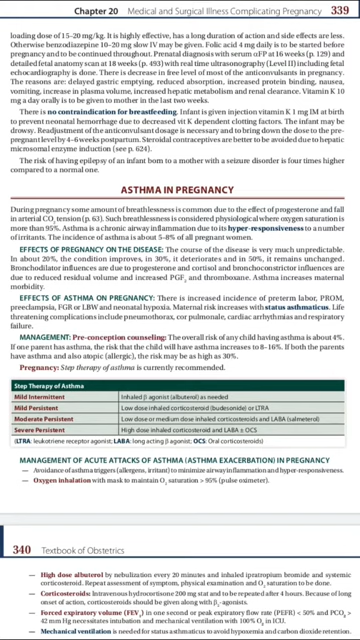 Chapter 20 Medical and Surgical Illness Complicating Pregnancy 339
loading dose of 15–20 mg/kg. It is highly effective, has a long duration of action and side effects are less.
Otherwise benzodiazepine 10–20 mg slow IV may be given. Folic acid 4 mg daily is to be started before
pregnancy and to be continued throughout. Prenatal diagnosis with serum αFP at 16 weeks (p. 129) and
detailed fetal anatomy scan at 18 weeks (p. 493) with real time ultrasonography (Level II) including fetal
echocardiography is done. There is decrease in free level of most of the anticonvulsants in pregnancy.
The reasons are: delayed gastric emptying, reduced absorption, increased protein binding, nausea,
vomiting, increase in plasma volume, increased hepatic metabolism and renal clearance. Vitamin K 10
mg a day orally is to be given to mother in the last two weeks.
There is no contraindication for breastfeeding. Infant is given injection vitamin K 1 mg IM at birth
to prevent neonatal hemorrhage due to decreased vit K dependent clotting factors. The infant may be
drowsy. Readjustment of the anticonvulsant dosage is necessary and to bring down the dose to the pre-
pregnant level by 4–6 weeks postpartum. Steroidal contraceptives are better to be avoided due to hepatic
microsomal enzyme induction (see p. 624).
The risk of having epilepsy of an infant born to a mother with a seizure disorder is four times higher
compared to a normal one.
ASTHMA IN PREGNANCY
During pregnancy some amount of breathlessness is common due to the effect of progesterone and fall
in arterial CO2 tension (p. 63). Such breathlessness is considered physiological where oxygen saturation is
more than 95%. Asthma is a chronic airway inflammation due to its hyper-responsiveness to a number
of irritants. The incidence of asthma is about 5–8% of all pregnant women.
EFFECTS OF PREGNANCY ON THE DISEASE: The course of the disease is very much unpredictable.
In about 20%, the condition improves, in 30%, it deteriorates and in 50%, it remains unchanged.
Bronchodilator influences are due to progesterone and cortisol and bronchoconstrictor influences are
due to reduced residual volume and increased PGF2 and thromboxane. Asthma increases maternal
morbidity.
EFFECTS OF ASTHMA ON PREGNANCY: There is increased incidence of preterm labor, PROM,
preeclampsia, FGR or LBW and neonatal hypoxia. Maternal risk increases with status asthmaticus. Life
threatening complications include pneumothorax, cor pulmonale, cardiac arrhythmias and respiratory
failure.
MANAGEMENT: Pre-conception counseling: The overall risk of any child having asthma is about 4%.
If one parent has asthma, the risk that the child will have asthma increases to 8–16%. If both the parents
have asthma and also atopic (allergic), the risk may be as high as 30%.
Pregnancy: Step therapy of asthma is currently recommended.
Step Therapy of Asthma
Mild Intermittent Inhaled β agonist (albuterol) as needed
Mild Persistent Low dose inhaled corticoid (budesonide) or LTRA
Moderate Persistent Low dose or medium dose inhaled corticoids and LABA (salmeterol)
Severe Persistent High dose inhaled corticoid and LABA ± OCS
(LTRA: leukotriene receptor agonist; LABA: long acting β agonist; OCS: Oral corticosteroids)
MANAGEMENT OF ACUTE ATTACKS OF ASTHMA (ASTHMA EXACERBATION) IN PREGNANCY
— Avoidance of asthma triggers (allergens, irritant) to minimize airway inflammation and hyper-responsiveness.
— Oxygen inhalation with mask to maintain O2 saturation > 95% (pulse oximeter).
340 Textbook of Obstetrics
— High dose albuterol by nebulization every 20 minutes and inhaled ipratropium bromide and systemic
corticosteroid. Repeat assessment of symptom, physical examination and O2 saturation to be done.
— Corticosteroids: Intravenous hydrocortisone 200 mg stat and to be repeated after 4 hours. Because of long
onset of action, corticosteroids should be given along with β2-agonists.
— Forced expiratory volume (FEV1) in one second or peak expiratory flow rate (PEFR) < 50% and PCO2 >
42 mm Hg necessitates intubation and mechanical ventilation with 100% O2 in ICU.
— Mechanical ventilation is needed for status asthmaticus to avoid hypoxemia and carbon dioxide retention.